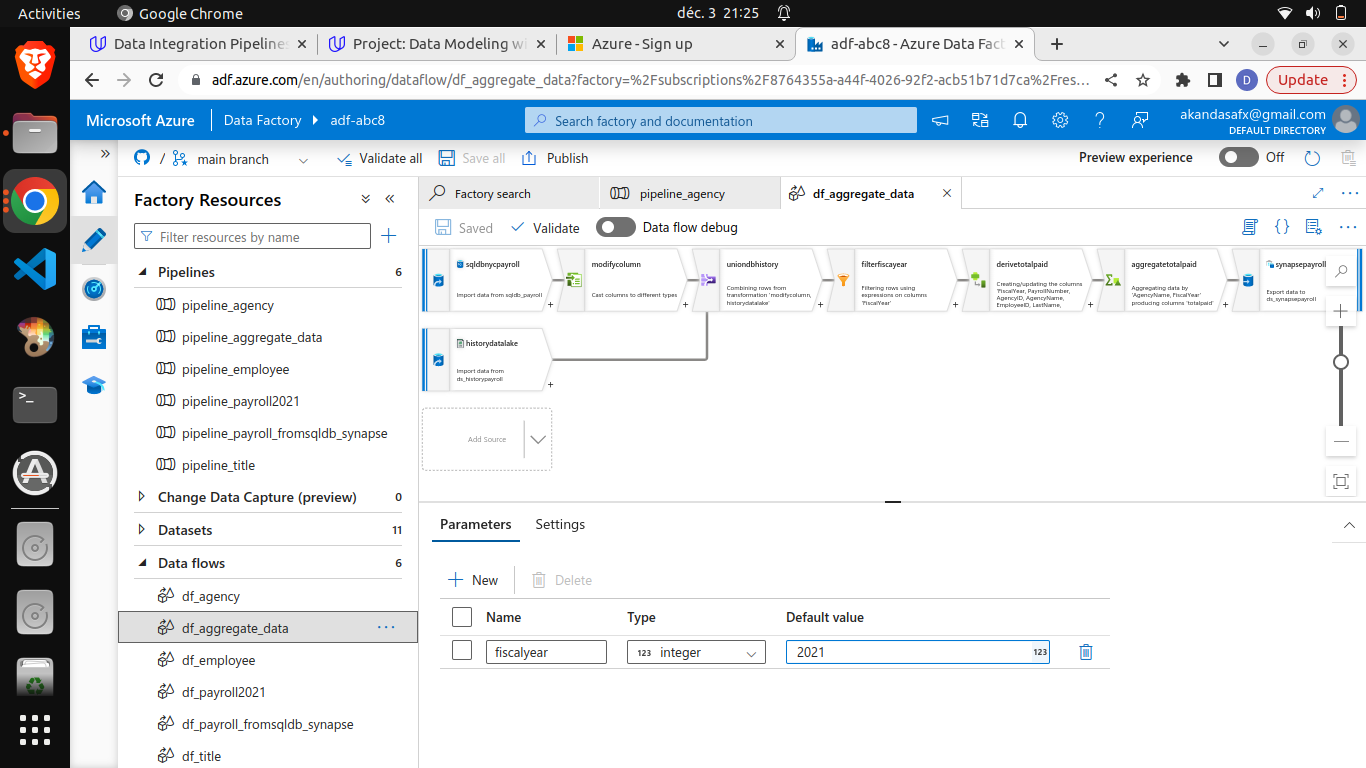 Activities
Google Chrome
déc. 3 21:25
Data Integration Pipelines
Project: Data Modeling wi
Azure - Sign up
adf-abc8 - Azure Data Fact
adf.azure.com/en/authoring/dataflow/df_aggregate_data?factory=%2Fsubscriptions%2F8764355a-a44f-4026-92f2-acb51b71d7ca%2Fres...
D
Update
Microsoft Azure
Data Factory
adf-abc8
Search factory and documentation
akandasafx@gmail.com
DEFAULT DIRECTORY
/
main branch
Validate all
Save all
Publish
Preview experience
Off
Factory Resources
Filter resources by name
Pipelines 6
pipeline_agency
pipeline_aggregate_data
pipeline_employee
pipeline_payroll2021
pipeline_payroll_fromsqldb_synapse
pipeline_title
Change Data Capture (preview) 0
Datasets 11
Data flows 6
df_agency
df_aggregate_data
df_employee
df_payroll2021
df_payroll_fromsqldb_synapse
df_title
Factory search
pipeline_agency
df_aggregate_data
Saved
Validate
Data flow debug
sqldbnycpayroll
Import data from sqldb_payroll
modifycolumn
Cast columns to different types
uniondbhistory
Combining rows from
transformation 'modifycolumn,
historydatalake'
filterfiscayear
Filtering rows using
expressions on columns
'FiscalYear'
derivetotalpaid
Creating/updating the columns
'FiscalYear, PayrollNumber,
AgencyID, AgencyName,
EmployeeID, LastName,
aggregatetotalpaid
Aggregating data by
'AgencyName, FiscalYear'
producing columns 'totalpaid'
synapsepayroll
Export data to
ds_synapsepayroll
historydatalake
Import data from
ds_historypayroll
Add Source
Parameters
Settings
New
Delete
Name
Type
Default value
fiscalyear
123 integer
2021
123